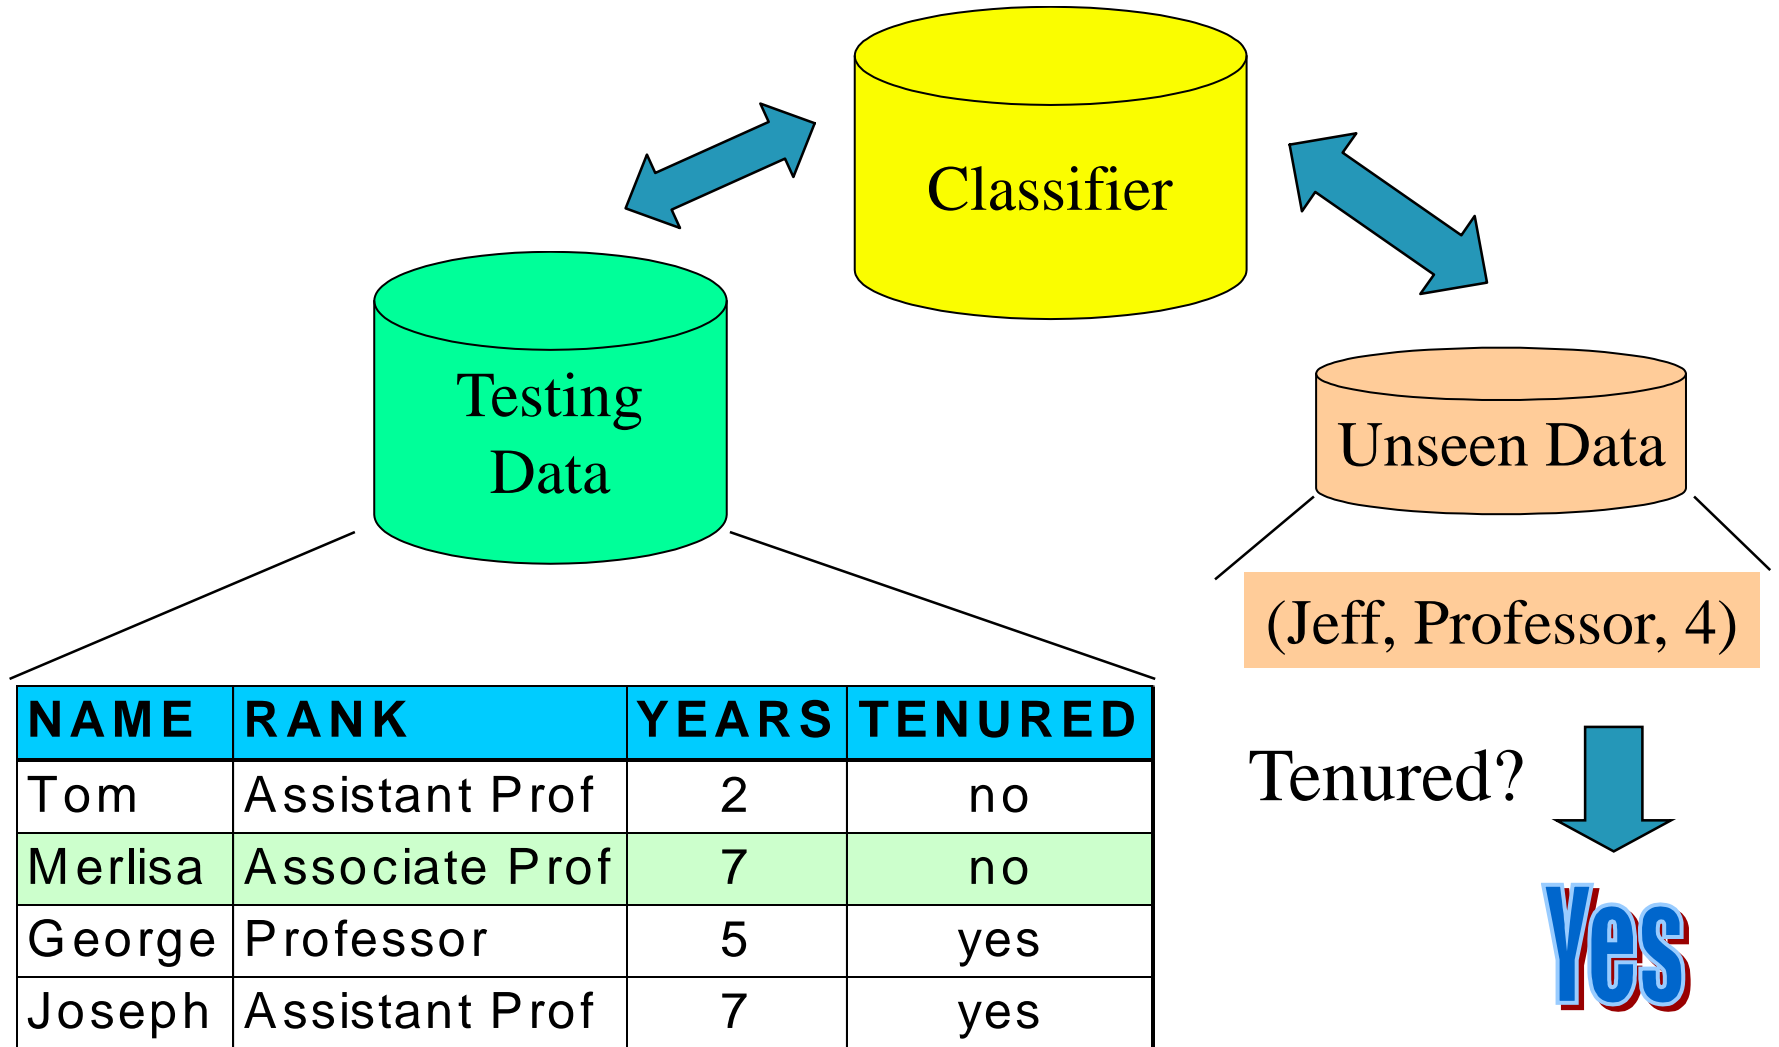 Classifier
Testing
Data
Unseen Data
(Jeff, Professor, 4)
NAME RANK YEARS TENURED
Tom Assistant Prof 2 no
Merlisa Associate Prof 7 no
George Professor 5 yes
Joseph Assistant Prof 7 yes
Tenured?
Yes